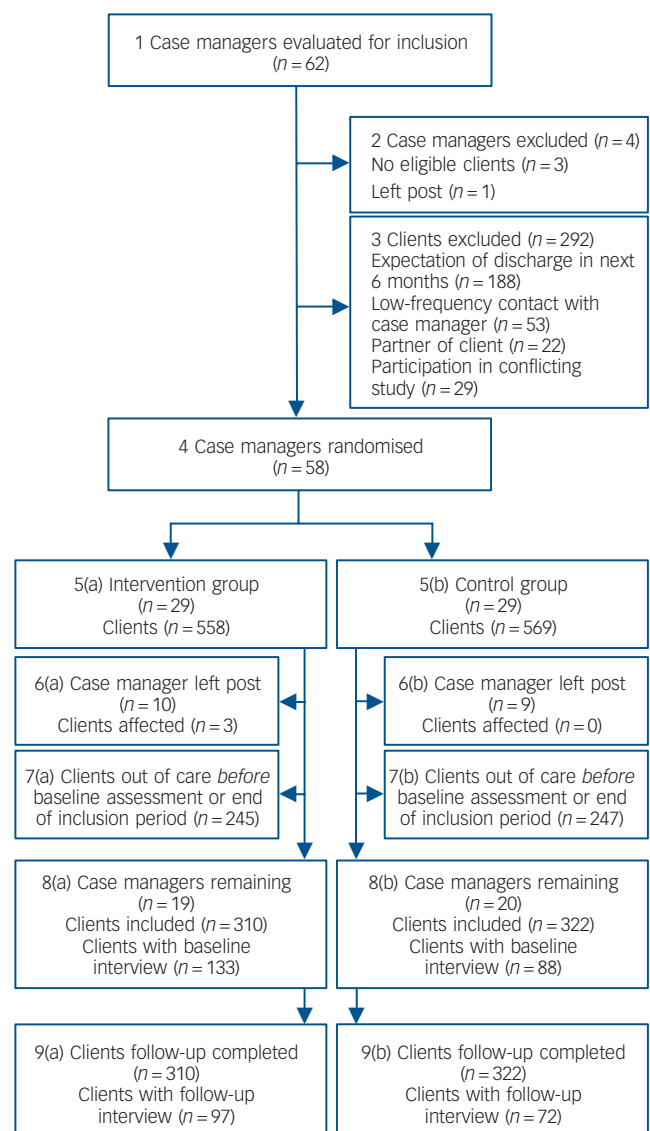 1 Case managers evaluated for inclusion
(n = 62)
2 Case managers excluded (n = 4)
No eligible clients (n = 3)
Left post (n = 1)
3 Clients excluded (n = 292)
Expectation of discharge in next
6 months (n = 188)
Low-frequency contact with
case manager (n = 53)
Partner of client (n = 22)
Participation in conflicting
study (n = 29)
4 Case managers randomised
(n = 58)
5(a) Intervention group
(n = 29)
Clients (n = 558)
5(b) Control group
(n = 29)
Clients (n = 569)
6(a) Case manager left post
(n = 10)
Clients affected (n = 3)
6(b) Case manager left post
(n = 9)
Clients affected (n = 0)
7(a) Clients out of care before
baseline assessment or end
of inclusion period (n = 245)
7(b) Clients out of care before
baseline assessment or end
of inclusion period (n = 247)
8(a) Case managers remaining
(n = 19)
Clients included (n = 310)
Clients with baseline
interview (n = 133)
8(b) Case managers remaining
(n = 20)
Clients included (n = 322)
Clients with baseline
interview (n = 88)
9(a) Clients follow-up completed
(n = 310)
Clients with follow-up
interview (n = 97)
9(b) Clients follow-up completed
(n = 322)
Clients with follow-up
interview (n = 72)